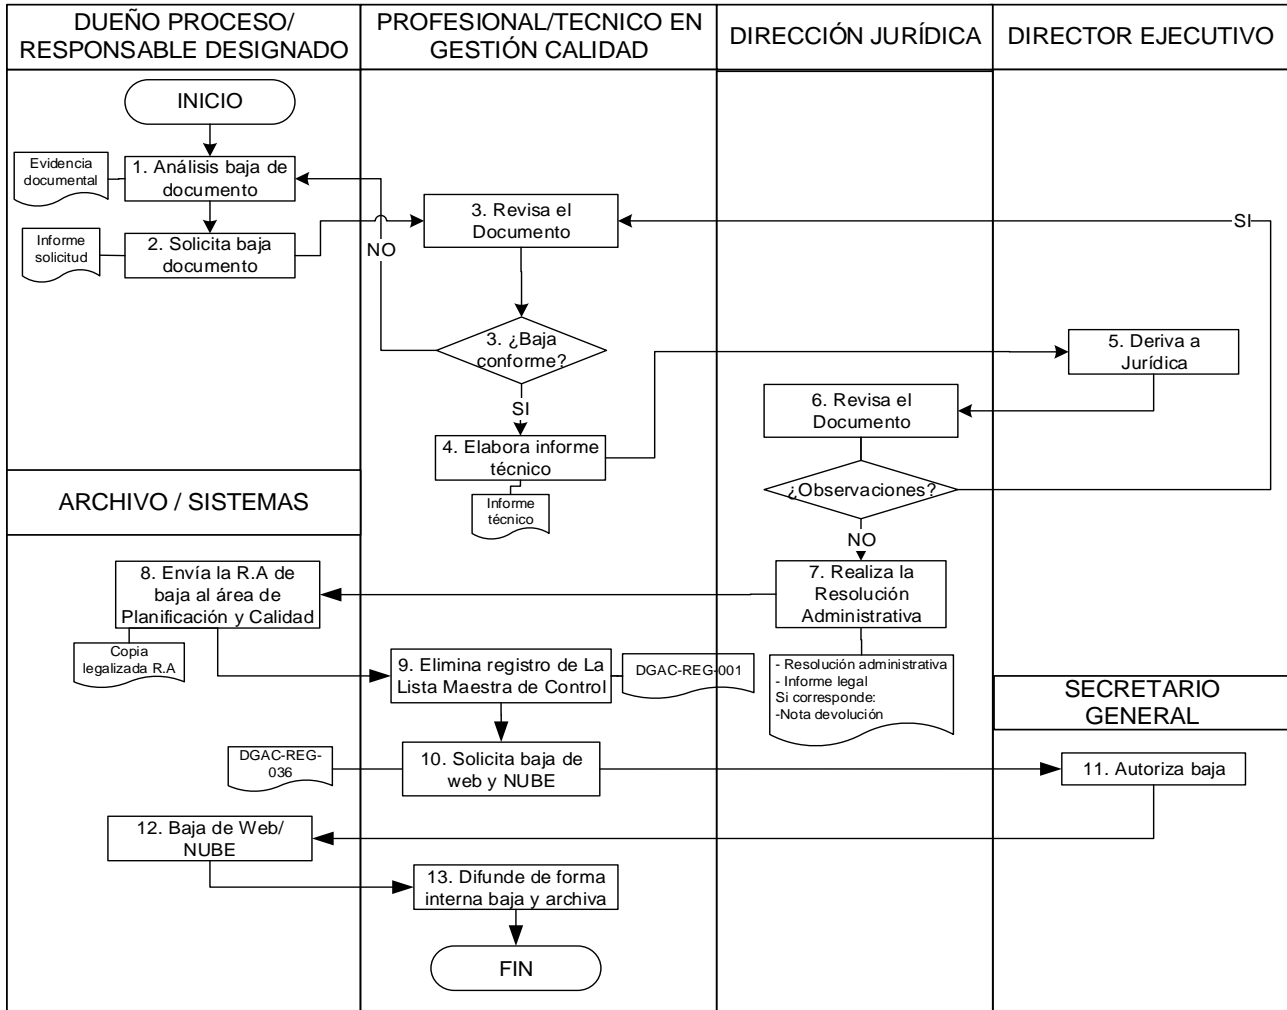 DUEÑO PROCESO/
RESPONSABLE DESIGNADO
PROFESIONAL/TECNICO EN
GESTIÓN CALIDAD
DIRECCIÓN JURÍDICA
DIRECTOR EJECUTIVO
INICIO
Evidencia
documental
1. Análisis baja de
documento
Informe
solicitud
2. Solicita baja
documento
3. Revisa el
Documento
SI
NO
3. ¿Baja
conforme?
SI
5. Deriva a
Jurídica
6. Revisa el
Documento
4. Elabora informe
técnico
Informe
técnico
¿Observaciones?
NO
ARCHIVO / SISTEMAS
7. Realiza la
Resolución
Administrativa
8. Envía la R.A de
baja al área de
Planificación y Calidad
Copia
legalizada R.A
- Resolución administrativa
- Informe legal
Si corresponde:
-Nota devolución
9. Elimina registro de La
Lista Maestra de Control
DGAC-REG-001
SECRETARIO
GENERAL
DGAC-REG-
036
10. Solicita baja de
web y NUBE
11. Autoriza baja
12. Baja de Web/
NUBE
13. Difunde de forma
interna baja y archiva
FIN